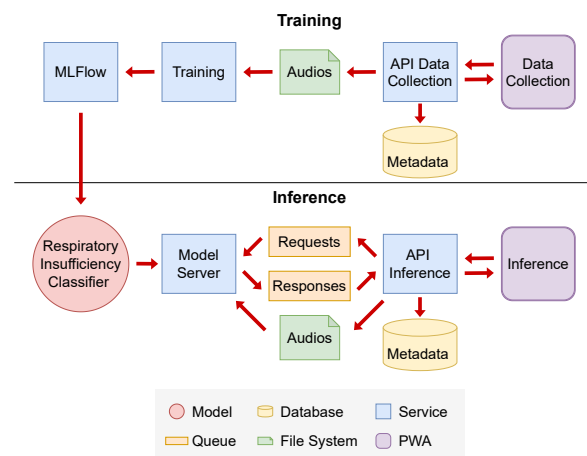 Training
MLFlow
Training
Audios
API Data
Collection
Data
Collection
Metadata
Inference
Respiratory
Insufficiency
Classifier
Model
Server
Requests
Responses
Audios
API
Inference
Inference
Metadata
Model
Database
Service
Queue
File System
PWA